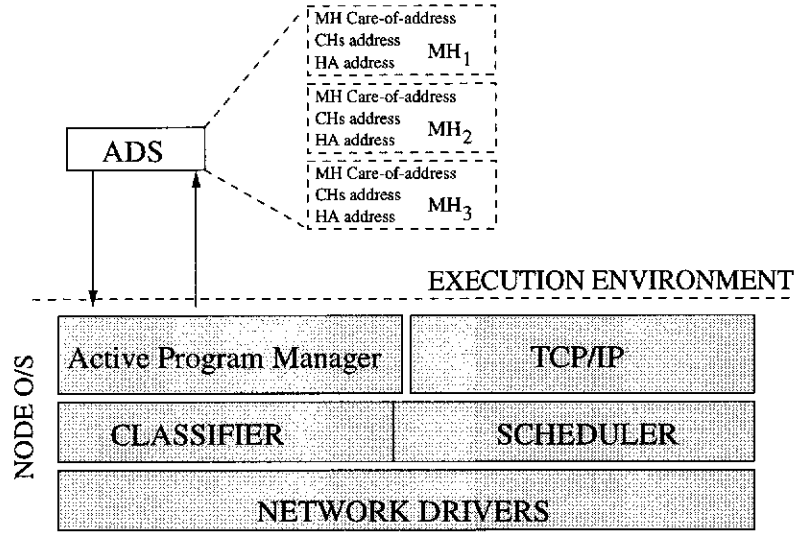 MH Care-of-address
CHs address
HA address
MH1
MH Care-of-address
CHs address
HA address
MH2
MH Care-of-address
CHs address
HA address
MH3
ADS
EXECUTION ENVIRONMENT
NODE O/S
Active Program Manager
TCP/IP
CLASSIFIER
SCHEDULER
NETWORK DRIVERS